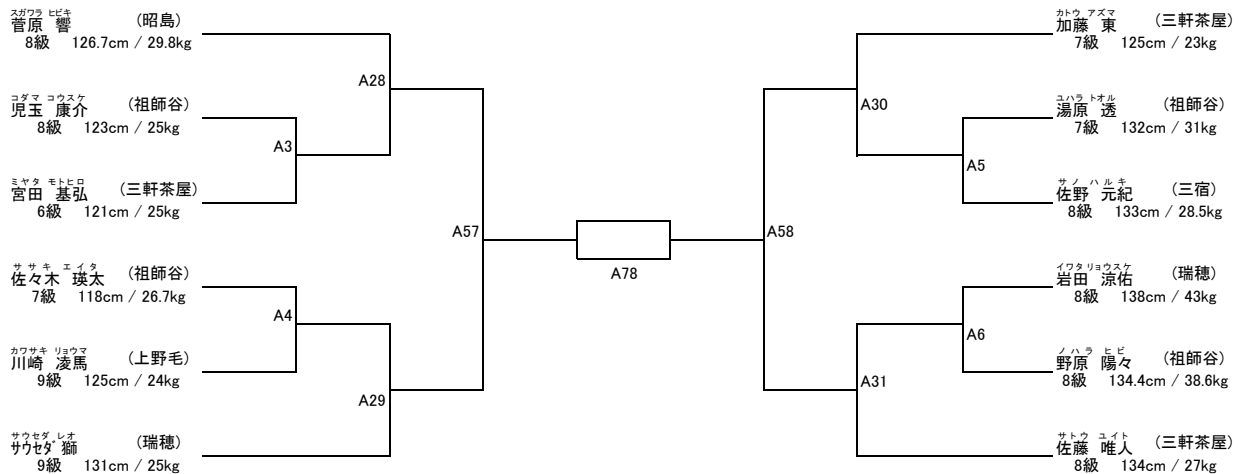 スガワラ ヒビキ
菅原 響 (昭島)
8級 126.7cm / 29.8kg
A28
コダマ コウスケ
児玉 康介 (祖師谷)
8級 123cm / 25kg
A3
ミヤタ モトヒロ
宮田 基弘 (三軒茶屋)
6級 121cm / 25kg
A57
ササキ エイタ
佐々木 瑛太 (祖師谷)
7級 118cm / 26.7kg
A4
カワサキ リョウマ
川崎 凌馬 (上野毛)
9級 125cm / 24kg
A29
サウセダ レオ
サウセダ 獅 (瑞穂)
9級 131cm / 25kg
A78
カトウ アズマ
加藤 東 (三軒茶屋)
7級 125cm / 23kg
A30
ユハラ トオル
湯原 透 (祖師谷)
7級 132cm / 31kg
A5
サノ ハルキ
佐野 元紀 (三宿)
8級 133cm / 28.5kg
A58
イワタ リョウスケ
岩田 涼佑 (瑞穂)
8級 138cm / 43kg
A6
ノハラ ヒビ
野原 陽々 (祖師谷)
8級 134.4cm / 38.6kg
A31
サトウ ユイト
佐藤 唯人 (三軒茶屋)
8級 134cm / 27kg